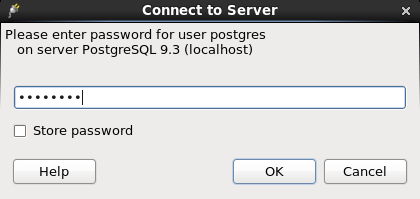 Connect to Server
Please enter password for user postgres
on server PostgreSQL 9.3 (localhost)
••••••••
Store password
Help OK Cancel